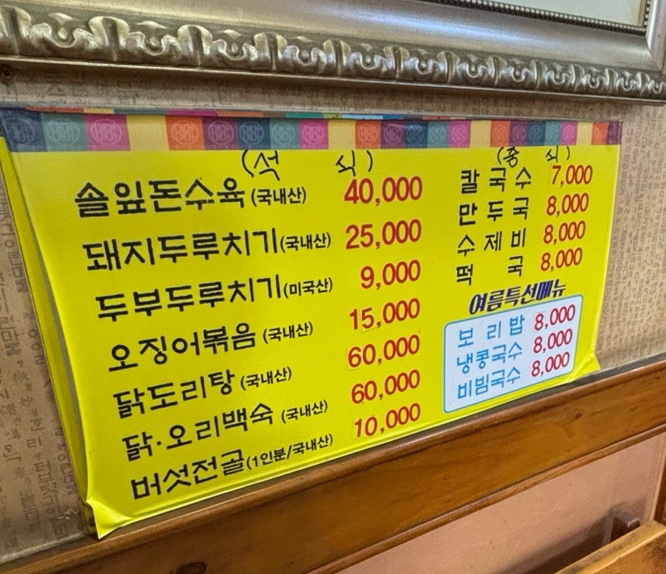 (석 식)
솔잎돈수육(국내산) 40,000
돼지두루치기(국내산) 25,000
두부두루치기(미국산) 9,000
오징어볶음 (국내산) 15,000
닭도리탕 (국내산) 60,000
닭·오리백숙 (국내산) 60,000
버섯전골(1인분/국내산) 10,000
(중 식)
칼국수 7,000
만두국 8,000
수제비 8,000
떡 국 8,000
여름특선메뉴
보리밥 8,000
냉콩국수 8,000
비빔국수 8,000